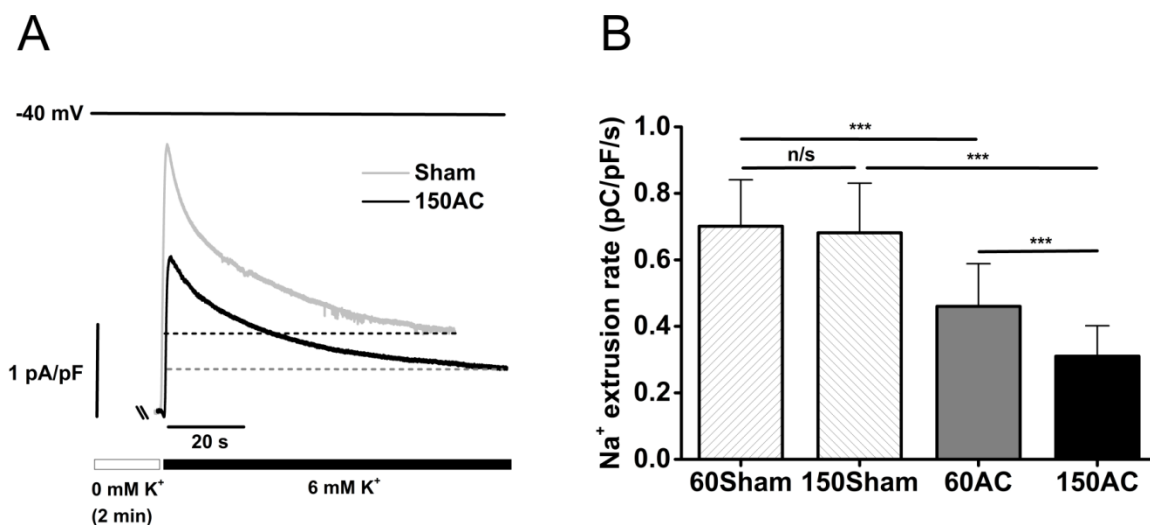 A
-40 mV
Sham
150AC
1 pA/pF
20 s
0 mM K⁺
(2 min)
6 mM K⁺
B
Na⁺ extrusion rate (pC/pF/s)
1.0
0.8
0.6
0.4
0.2
0.0
***
n/s
***
***
60Sham
150Sham
60AC
150AC